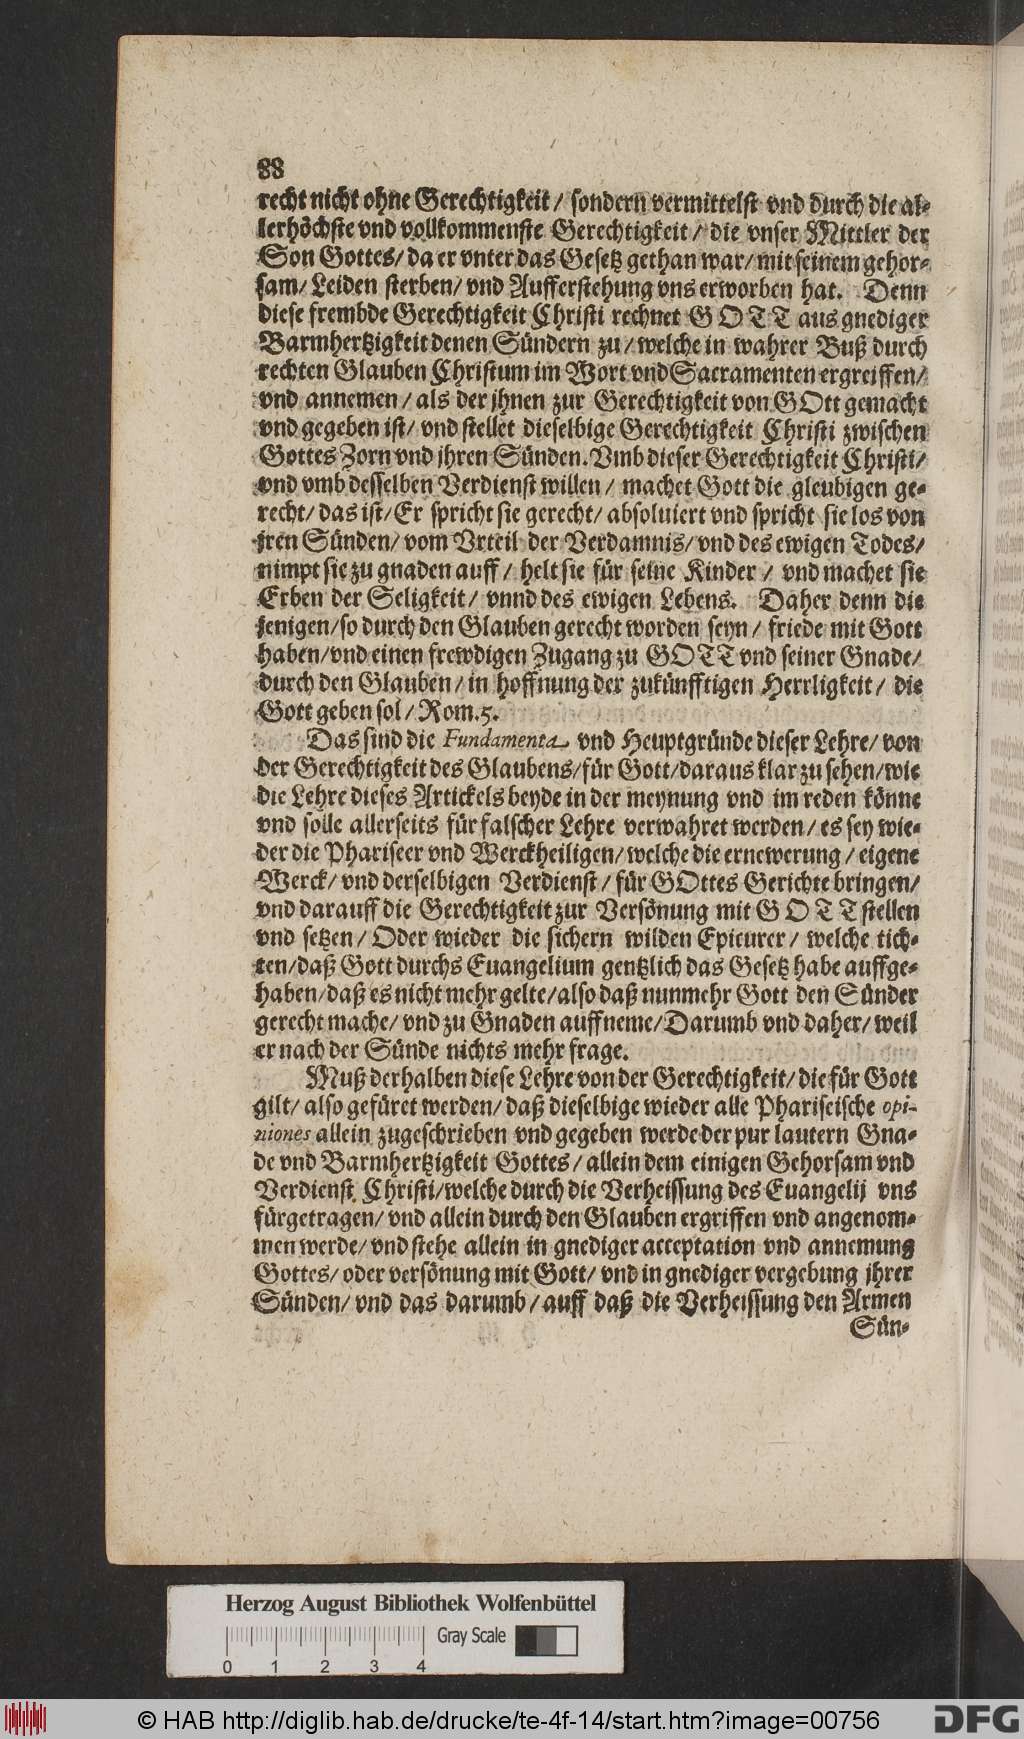 88
recht nicht ohne Gerechtigkeit / sondern vermittelst vnd durch die al-
lerhöchste vnd vollkommenste Gerechtigkeit / die vnser Mittler der
Son Gottes / da er vnter das Gesetz gethan war / mit seinem gehor-
sam / Leiden sterben / vnd Aufferstehung vns erworben hat. Denn
diese frembde Gerechtigkeit Christi rechnet GOTT aus gnediger
Barmhertzigkeit denen Sündern zu / welche in wahrer Buß durch
rechten Glauben Christum im Wort vnd Sacramenten ergreiffen /
vnd annemen / als der jhnen zur Gerechtigkeit von GOtt gemacht
vnd gegeben ist / vnd stellet dieselbige Gerechtigkeit Christi zwischen
Gottes Zorn vnd jhren Sünden. Vmb dieser Gerechtigkeit Christi /
vnd vmb desselben Verdienst willen / machet Gott die gleubigen ge-
recht / das ist / Er spricht sie gerecht / absoluiert vnd spricht sie los von
jren Sünden / vom Vrteil der Verdamnis / vnd des ewigen Todes /
nimpt sie zu gnaden auff / helt sie für seine Kinder / vnd machet sie
Erben der Seligkeit / vnnd des ewigen Lebens. Daher denn die
jenigen / so durch den Glauben gerecht worden seyn / friede mit Gott
haben / vnd einen frewdigen Zugang zu GOTT vnd seiner Gnade /
durch den Glauben / in hoffnung der zukünfftigen Herrligkeit / die
Gott geben sol / Rom. 5.
Das sind die Fundamenta vnd Heuptgründe dieser Lehre / von
der Gerechtigkeit des Glaubens / für Gott / daraus klar zu sehen / wie
die Lehre dieses Artickels beyde in der meynung vnd im reden könne
vnd solle allerseits für falscher Lehre verwahret werden / es sey wie-
der die Phariseer vnd Werckheiligen / welche die ernewerung / eigene
Werck / vnd derselbigen Verdienst / für GOttes Gerichte bringen /
vnd darauff die Gerechtigkeit zur Versönung mit GOTT stellen
vnd setzen / Oder wieder die sichern wilden Epicurer / welche tich-
ten / daß Gott durchs Euangelium gentzlich das Gesetz habe auffge-
haben / daß es nicht mehr gelte / also daß nunmehr Gott den Sünder
gerecht mache / vnd zu Gnaden auffneme / Darumb vnd daher / weil
er nach der Sünde nichts mehr frage.
Muß derhalben diese Lehre von der Gerechtigkeit / die für Gott
gilt / also gefüret werden / daß dieselbige wieder alle Phariseische opi-
niones allein zugeschrieben vnd gegeben werde der pur lautern Gna-
de vnd Barmhertzigkeit Gottes / allein dem einigen Gehorsam vnd
Verdienst Christi / welche durch die Verheissung des Euangelij vns
fürgetragen / vnd allein durch den Glauben ergriffen vnd angenom-
men werde / vnd stehe allein in gnediger acceptation vnd annemung
Gottes / oder versönung mit Gott / vnd in gnediger vergebung jhrer
Sünden / vnd das darumb / auff daß die Verheissung den Armen
Sün-
Herzog August Bibliothek Wolfenbüttel
Gray Scale
0 1 2 3 4
© HAB http://diglib.hab.de/drucke/te-4f-14/start.htm?image=00756
DFG